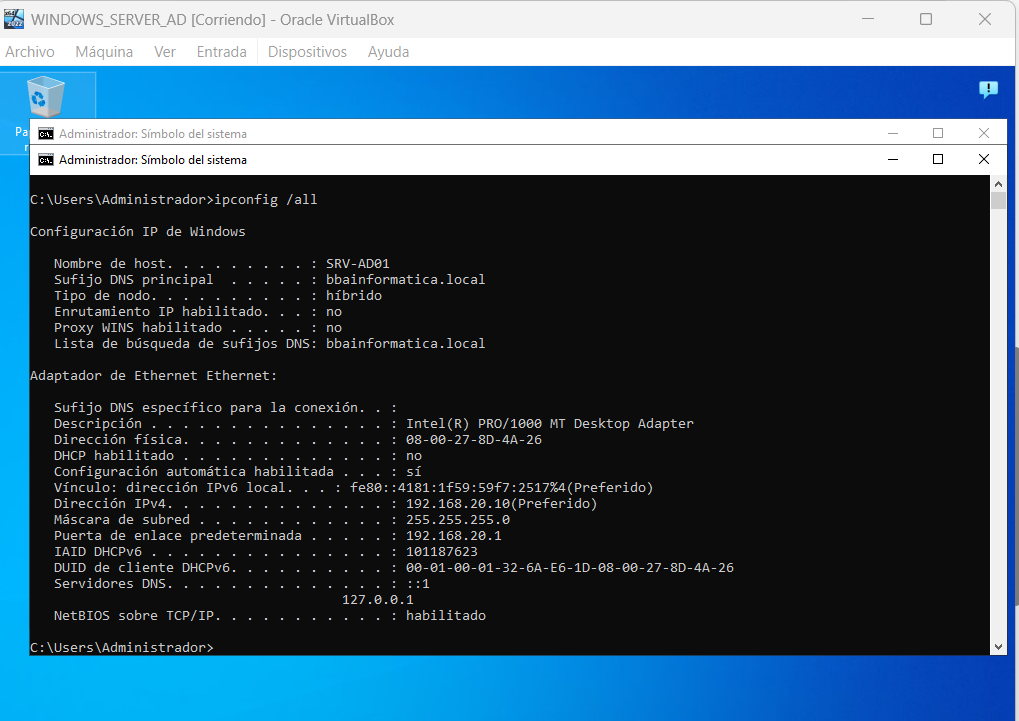 WINDOWS_SERVER_AD [Corriendo] - Oracle VirtualBox
Archivo Máquina Ver Entrada Dispositivos Ayuda
Administrador: Símbolo del sistema
Administrador: Símbolo del sistema
C:\Users\Administrador>ipconfig /all
Configuración IP de Windows
Nombre de host. . . . . . . . . : SRV-AD01
Sufijo DNS principal  . . . . . : bbainformatica.local
Tipo de nodo. . . . . . . . . . : híbrido
Enrutamiento IP habilitado. . . : no
Proxy WINS habilitado . . . . . : no
Lista de búsqueda de sufijos DNS: bbainformatica.local
Adaptador de Ethernet Ethernet:
Sufijo DNS específico para la conexión. . :
Descripción . . . . . . . . . . . . . . . : Intel(R) PRO/1000 MT Desktop Adapter
Dirección física. . . . . . . . . . . . . : 08-00-27-8D-4A-26
DHCP habilitado . . . . . . . . . . . . . : no
Configuración automática habilitada . . . : sí
Vínculo: dirección IPv6 local. . . : fe80::4181:1f59:59f7:2517%4(Preferido)
Dirección IPv4. . . . . . . . . . . . . . : 192.168.20.10(Preferido)
Máscara de subred . . . . . . . . . . . . : 255.255.255.0
Puerta de enlace predeterminada . . . . . : 192.168.20.1
IAID DHCPv6 . . . . . . . . . . . . . . . : 101187623
DUID de cliente DHCPv6. . . . . . . . . . : 00-01-00-01-32-6A-E6-1D-08-00-27-8D-4A-26
Servidores DNS. . . . . . . . . . . . . . : ::1
127.0.0.1
NetBIOS sobre TCP/IP. . . . . . . . . . . : habilitado
C:\Users\Administrador>